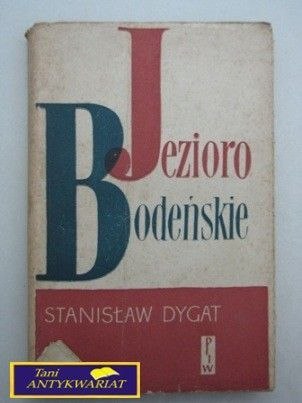 Jezioro
Bodeńskie
STANISŁAW DYGAT
PIW
Tani
ANTYKWARIAT